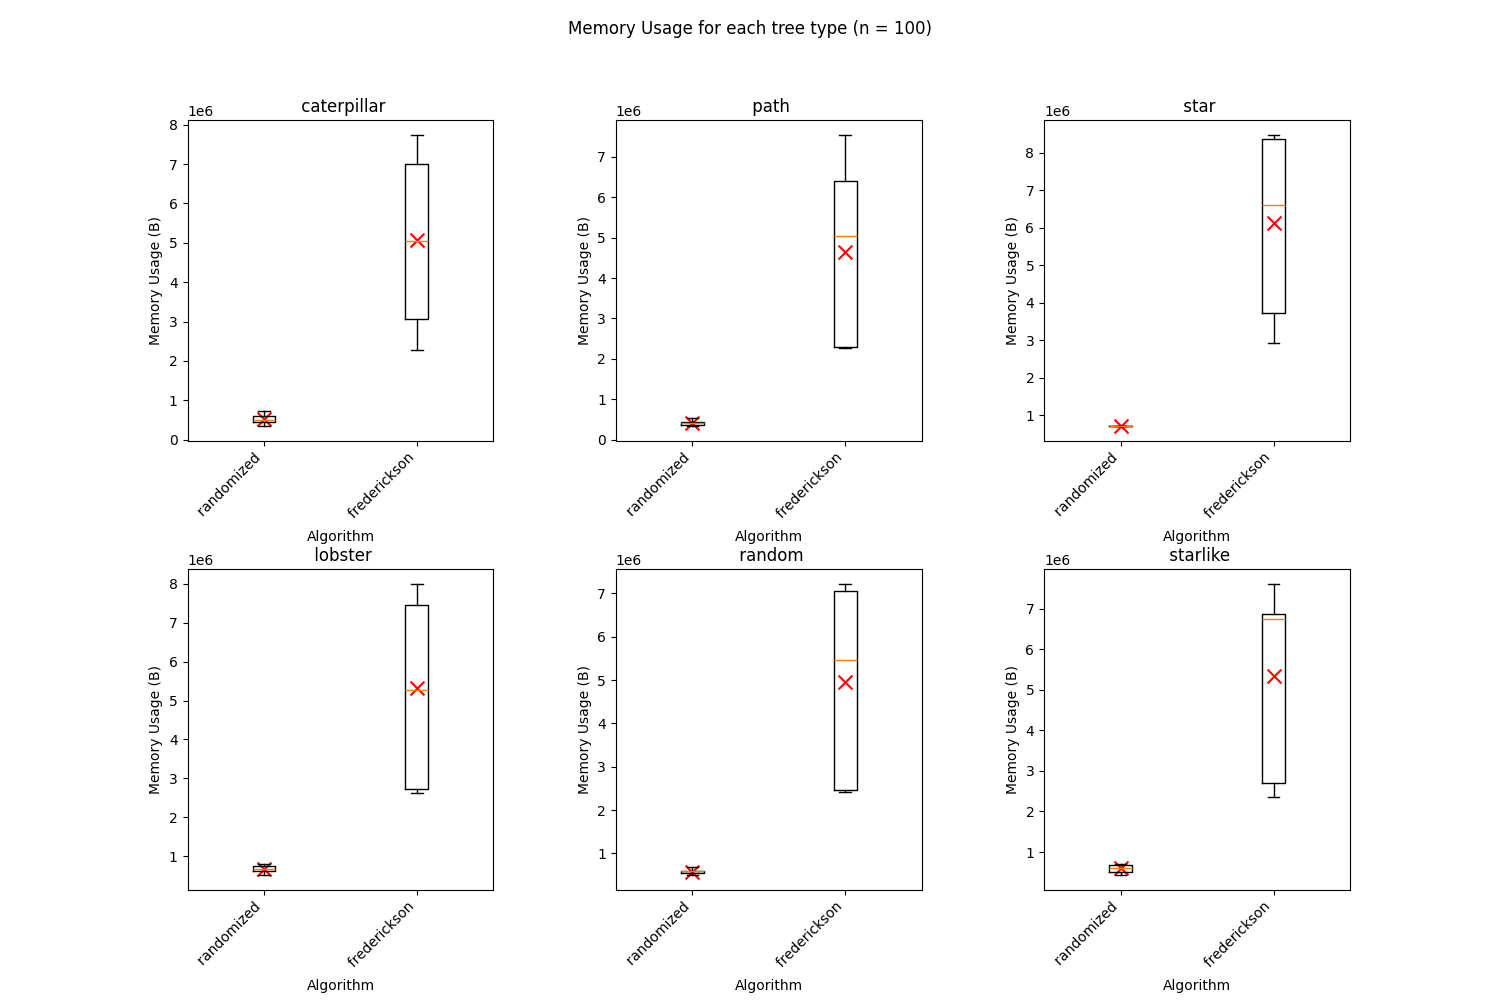 Memory Usage for each tree type (n = 100)
caterpillar
1e6
Memory Usage (B)
8
7
6
5
4
3
2
1
0
randomized
frederickson
Algorithm
path
1e6
Memory Usage (B)
7
6
5
4
3
2
1
0
randomized
frederickson
Algorithm
star
1e6
Memory Usage (B)
8
7
6
5
4
3
2
1
randomized
frederickson
Algorithm
lobster
1e6
Memory Usage (B)
8
7
6
5
4
3
2
1
randomized
frederickson
Algorithm
random
1e6
Memory Usage (B)
7
6
5
4
3
2
1
randomized
frederickson
Algorithm
starlike
1e6
Memory Usage (B)
7
6
5
4
3
2
1
randomized
frederickson
Algorithm